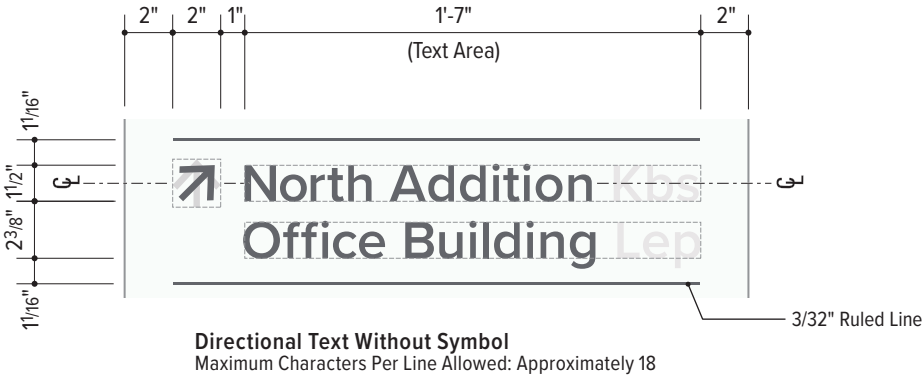 2" 2" 1" 1'-7" 2"
(Text Area)
1 1/16"
1 1/2"
2 3/8"
1 1/16"
CL North Addition Kbs CL
Office Building Lep
3/32" Ruled Line
Directional Text Without Symbol
Maximum Characters Per Line Allowed: Approximately 18